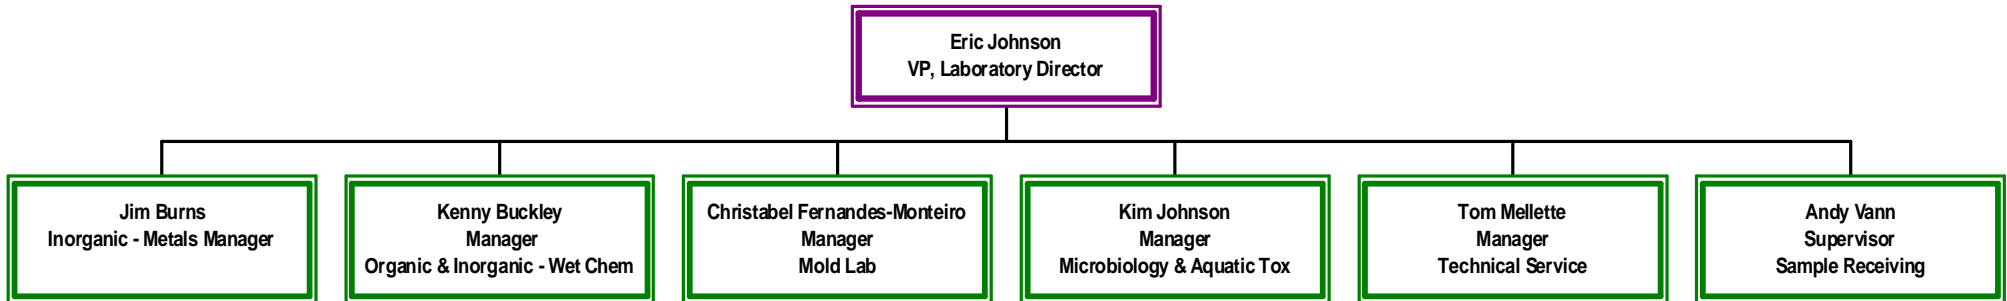 Eric Johnson
VP, Laboratory Director
Jim Burns
Inorganic - Metals Manager
Kenny Buckley
Manager
Organic & Inorganic - Wet Chem
Christabel Fernandes-Monteiro
Manager
Mold Lab
Kim Johnson
Manager
Microbiology & Aquatic Tox
Tom Mellette
Manager
Technical Service
Andy Vann
Supervisor
Sample Receiving